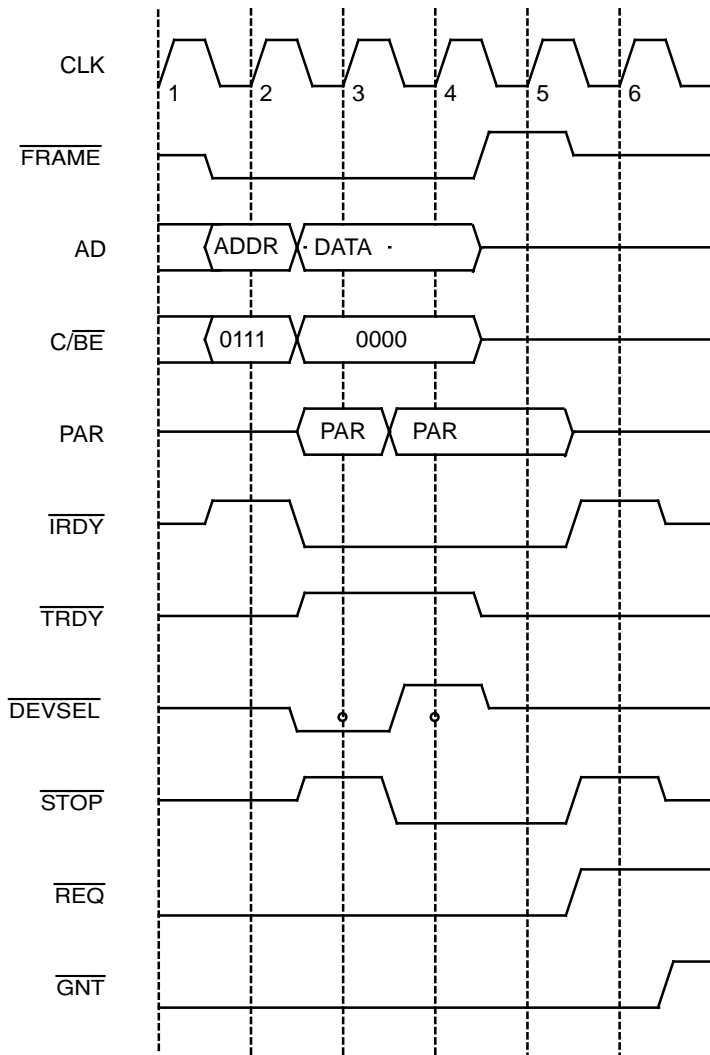 CLK
1 2 3 4 5 6
FRAME
AD
ADDR DATA
C/BE
0111 0000
PAR
PAR PAR
IRDY
TRDY
DEVSEL
STOP
REQ
GNT